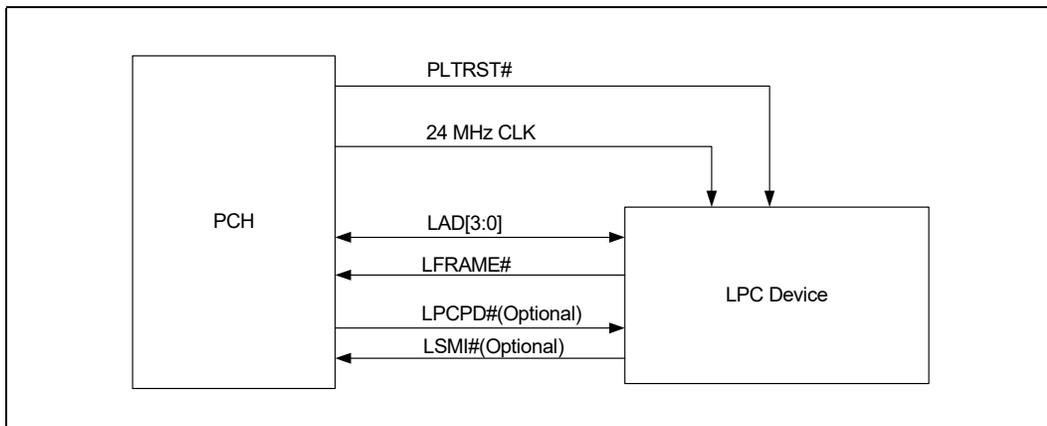 PLTRST#
24 MHz CLK
PCH
LAD[3:0]
LFRAME#
LPC Device
LPCPD#(Optional)
LSMI#(Optional)